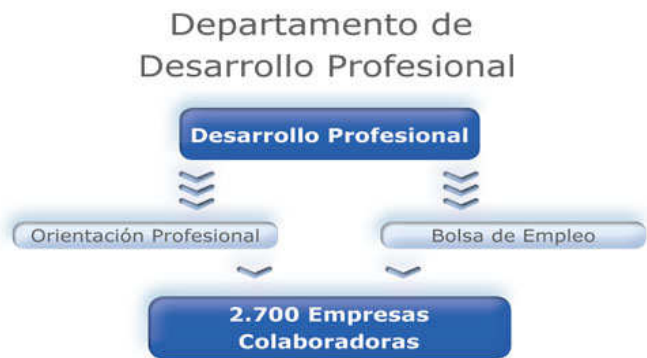 Departamento de
Desarrollo Profesional
Desarrollo Profesional
Orientación Profesional
Bolsa de Empleo
2.700 Empresas
Colaboradoras